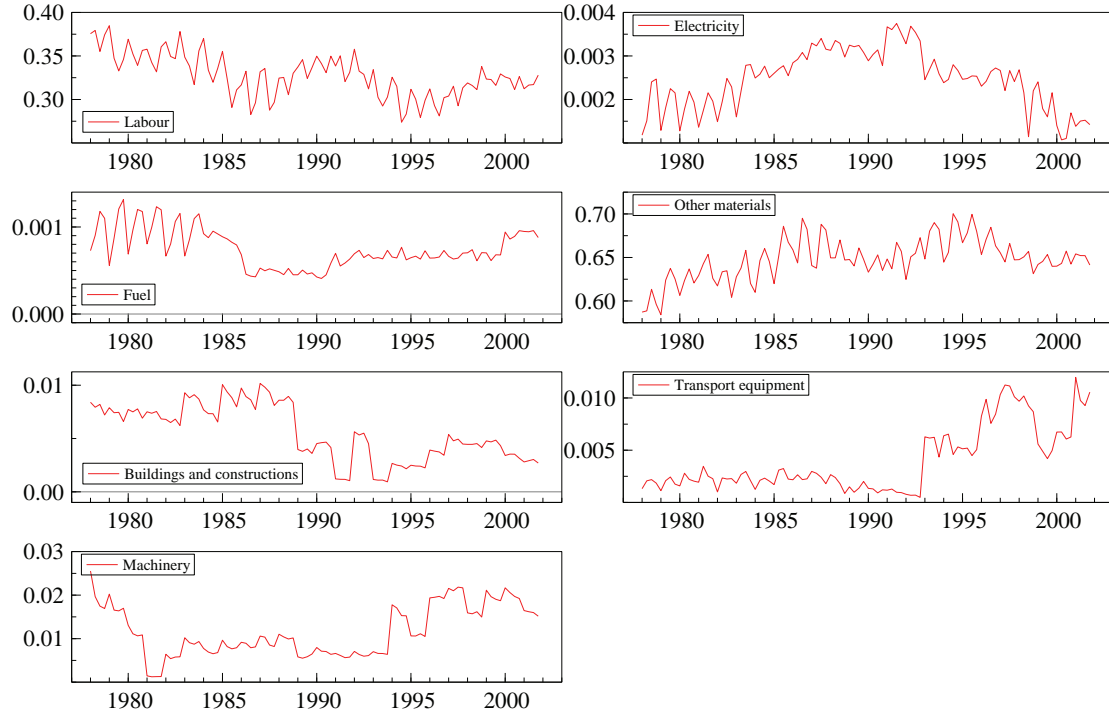 0.40
0.30
Labour
1980 1985 1990 1995 2000
0.004
0.003
0.002
Electricity
1980 1985 1990 1995 2000
0.001
0.000
Fuel
1980 1985 1990 1995 2000
0.70
0.65
0.60
Other materials
1980 1985 1990 1995 2000
0.01
0.00
Buildings and constructions
1980 1985 1990 1995 2000
0.010
0.005
Transport equipment
1980 1985 1990 1995 2000
0.03
0.02
0.01
Machinery
1980 1985 1990 1995 2000